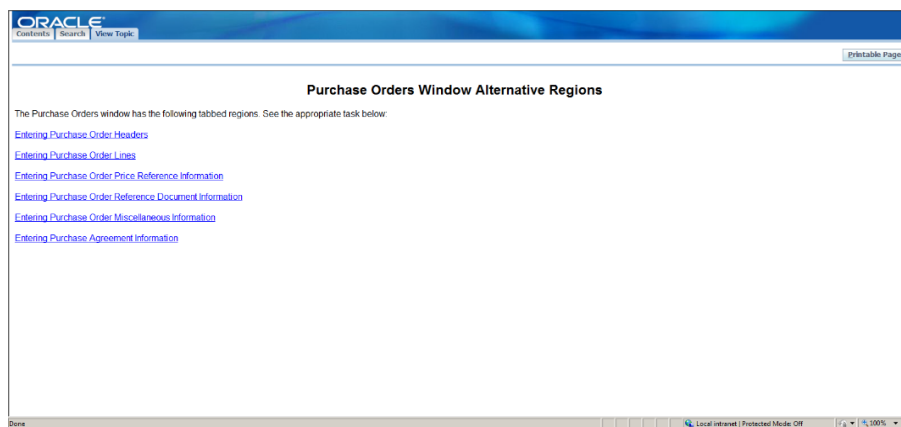 ORACLE
Contents Search View Topic
Printable Page
Purchase Orders Window Alternative Regions
The Purchase Orders window has the following tabbed regions. See the appropriate task below:
Entering Purchase Order Headers
Entering Purchase Order Lines
Entering Purchase Order Price Reference Information
Entering Purchase Order Reference Document Information
Entering Purchase Order Miscellaneous Information
Entering Purchase Agreement Information
Done Local intranet | Protected Mode: Off 100%